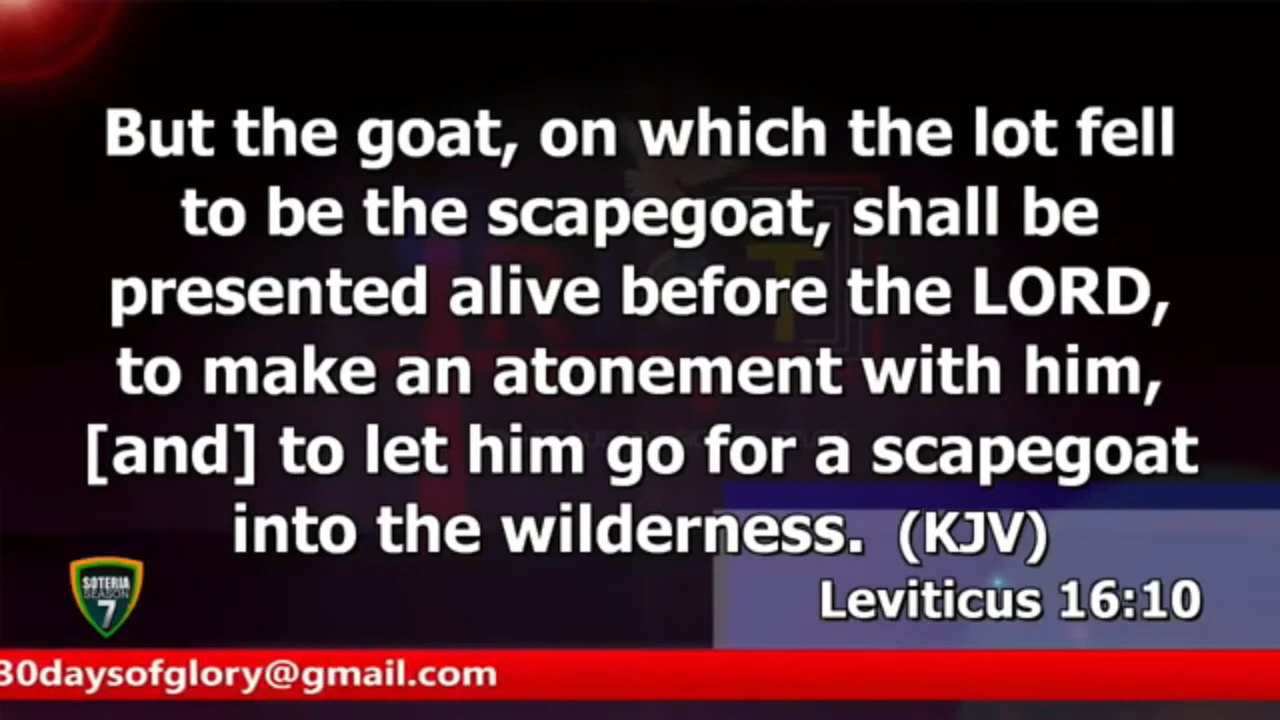 But the goat, on which the lot fell
to be the scapegoat, shall be
presented alive before the LORD,
to make an atonement with him,
[and] to let him go for a scapegoat
into the wilderness. (KJV)
Leviticus 16:10
SOTERIA
SEASON
7
30daysofglory@gmail.com